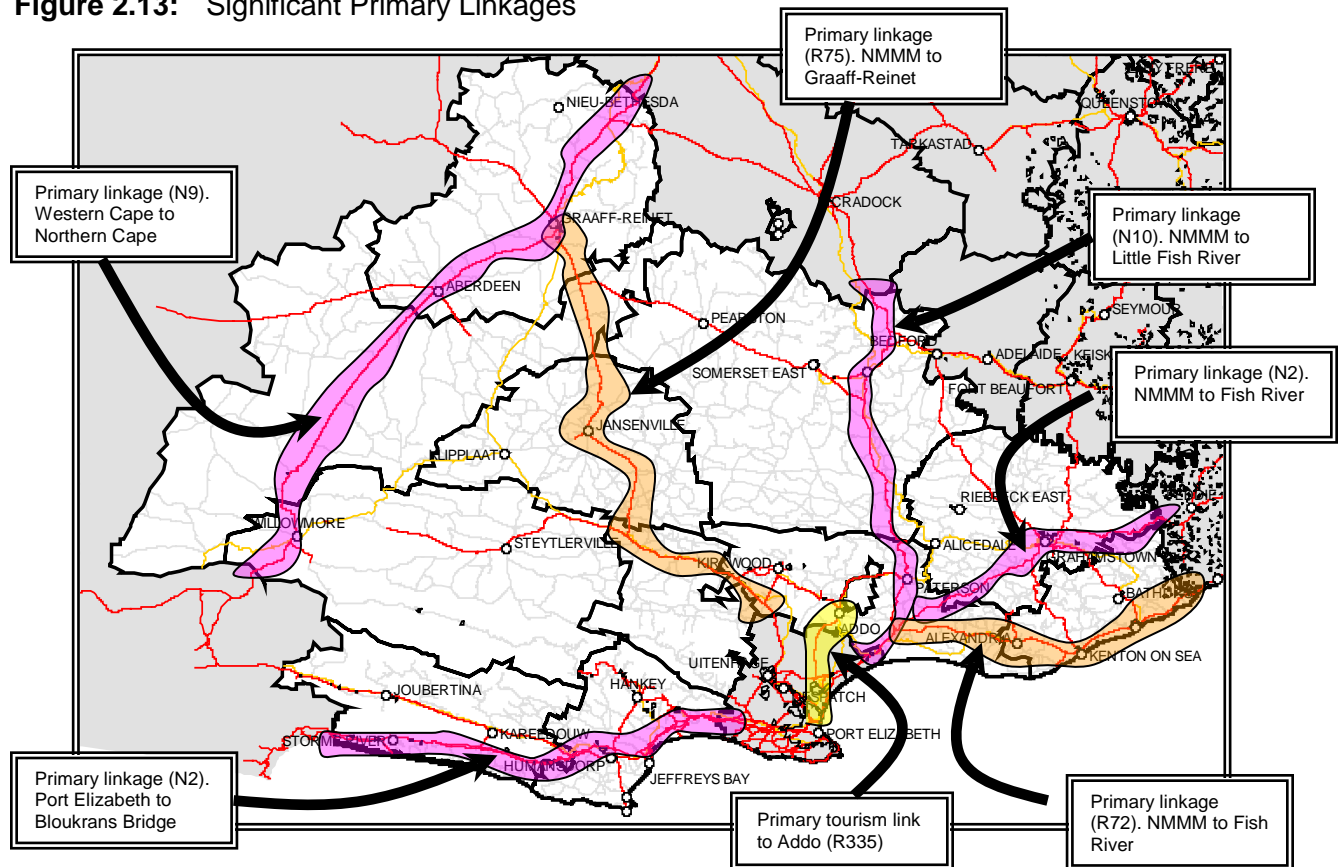 Figure 2.13: Significant Primary Linkages
Primary linkage
(R75). NMMM to
Graaff-Reinet
NIEU-BETHESDA
QUEENSTOWN
TARKASTAD
Primary linkage (N9).
Western Cape to
Northern Cape
CRADOCK
GRAAFF-REINET
Primary linkage
(N10). NMMM to
Little Fish River
ABERDEEN
PEARSTON
SEYMOUR
BEDFORD
ADELAIDE
KEISK
SOMERSET EAST
FORT BEAUFORT
Primary linkage (N2).
NMMM to Fish River
JANSENVILLE
KLIPPLAAT
RIEBEECK EAST
WILLOWMORE
STEYTLERVILLE
ALICEDALE
GRAHAMSTOWN
KIRKWOOD
PATERSON
BATHURST
ADDO
ALEXANDRIA
KENTON ON SEA
UITENHAGE
HANKEY
JOUBERTINA
DESPATCH
STORMS RIVER
KAREEDOUW
PORT ELIZABETH
HUMANSDORP
JEFFREYS BAY
Primary linkage (N2).
Port Elizabeth to
Bloukrans Bridge
Primary tourism link
to Addo (R335)
Primary linkage
(R72). NMMM to Fish
River